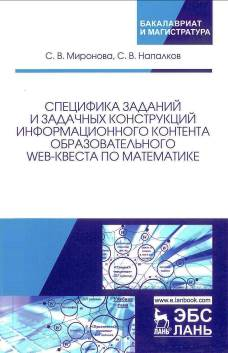 БАКАЛАВРИАТ
И МАГИСТРАТУРА
С. В. Миронова, С. В. Напалков
СПЕЦИФИКА ЗАДАНИЙ
И ЗАДАЧНЫХ КОНСТРУКЦИЙ
ИНФОРМАЦИОННОГО КОНТЕНТА
ОБРАЗОВАТЕЛЬНОГО
WEB-КВЕСТА ПО МАТЕМАТИКЕ
www.e.lanbook.com
ЭБС
ЛАНЬ
ЛАНЬ